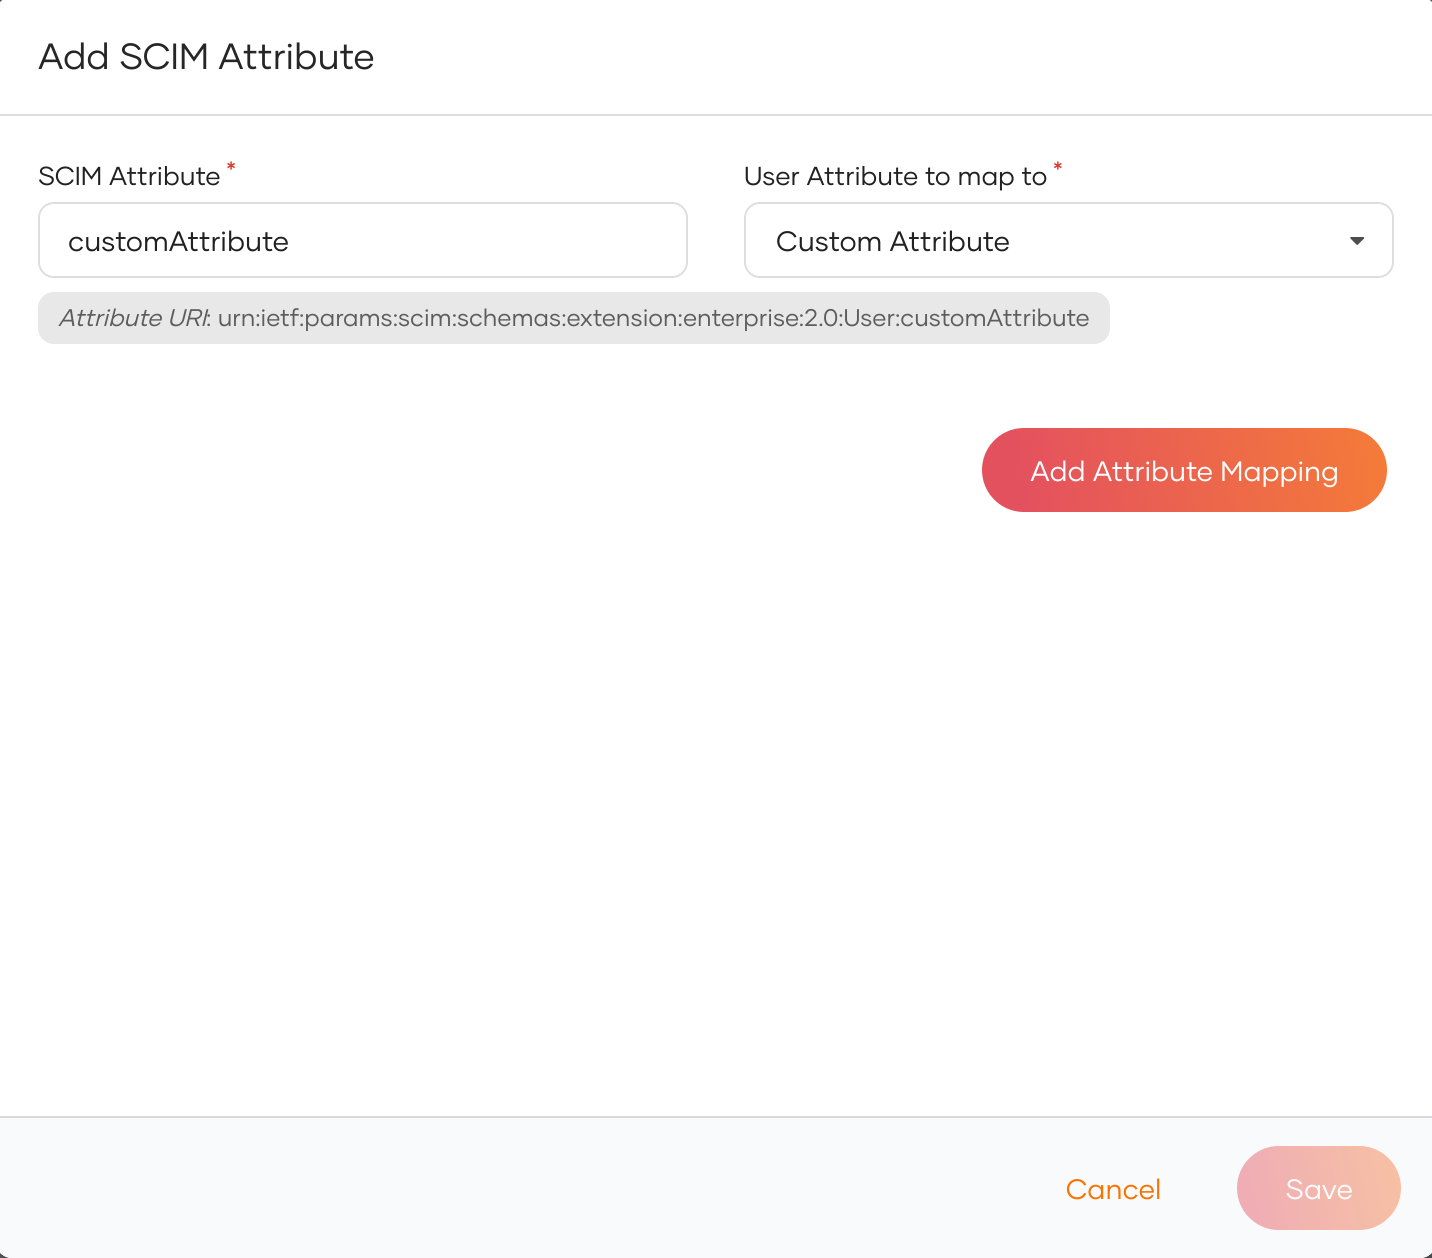 Add SCIM Attribute
SCIM Attribute *
User Attribute to map to *
customAttribute
Custom Attribute
Attribute URI: urn:ietf:params:scim:schemas:extension:enterprise:2.0:User:customAttribute
Add Attribute Mapping
Cancel
Save